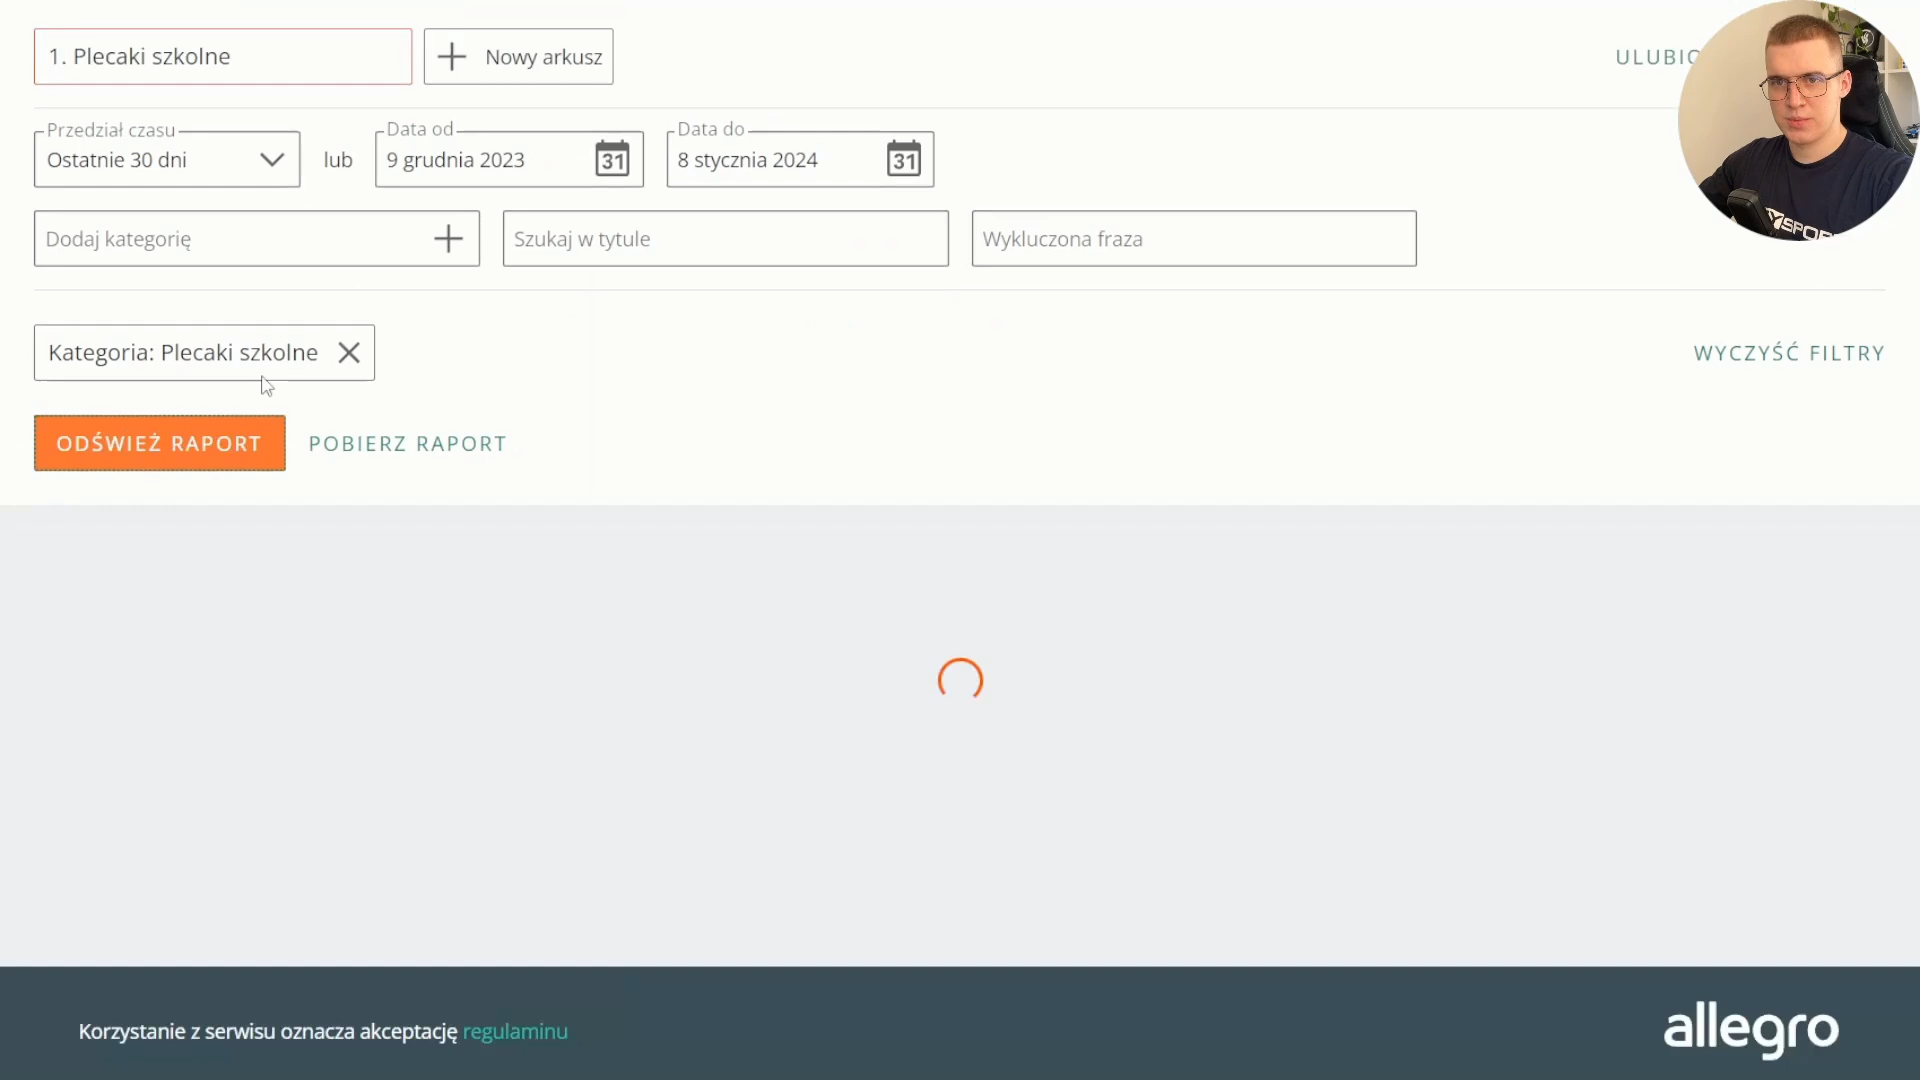 1. Plecaki szkolne
Nowy arkusz
Przedział czasu
Ostatnie 30 dni
lub
Data od
9 grudnia 2023
31
Data do
8 stycznia 2024
31
Dodaj kategorię
Szukaj w tytule
Wykluczona fraza
Kategoria: Plecaki szkolne
WYCZYŚĆ FILTRY
ODŚWIEŻ RAPORT
POBIERZ RAPORT
Korzystanie z serwisu oznacza akceptację regulaminu
allegro